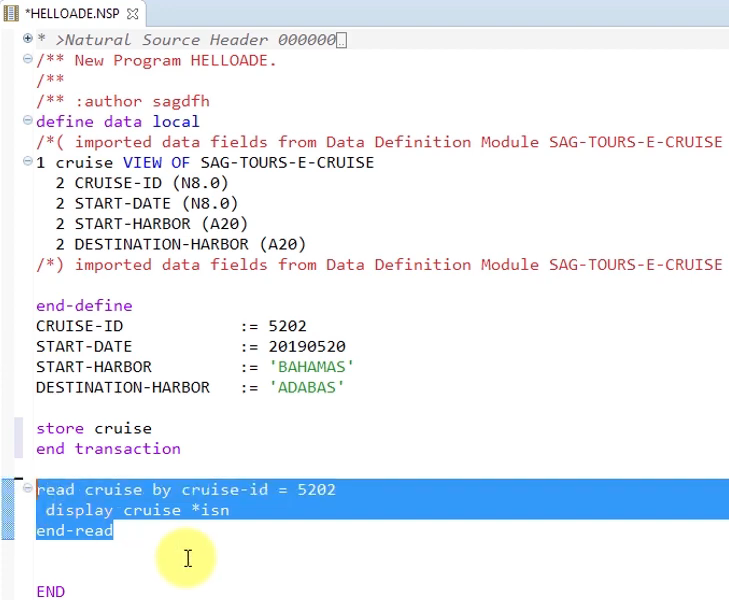 *HELLOADE.NSP
* >Natural Source Header 000000
/** New Program HELLOADE.
/**
/** :author sagdfh
define data local
/*( imported data fields from Data Definition Module SAG-TOURS-E-CRUISE
1 cruise VIEW OF SAG-TOURS-E-CRUISE
2 CRUISE-ID (N8.0)
2 START-DATE (N8.0)
2 START-HARBOR (A20)
2 DESTINATION-HARBOR (A20)
/*) imported data fields from Data Definition Module SAG-TOURS-E-CRUISE
end-define
CRUISE-ID := 5202
START-DATE := 20190520
START-HARBOR := 'BAHAMAS'
DESTINATION-HARBOR := 'ADABAS'
store cruise
end transaction
read cruise by cruise-id = 5202
display cruise *isn
end-read
END